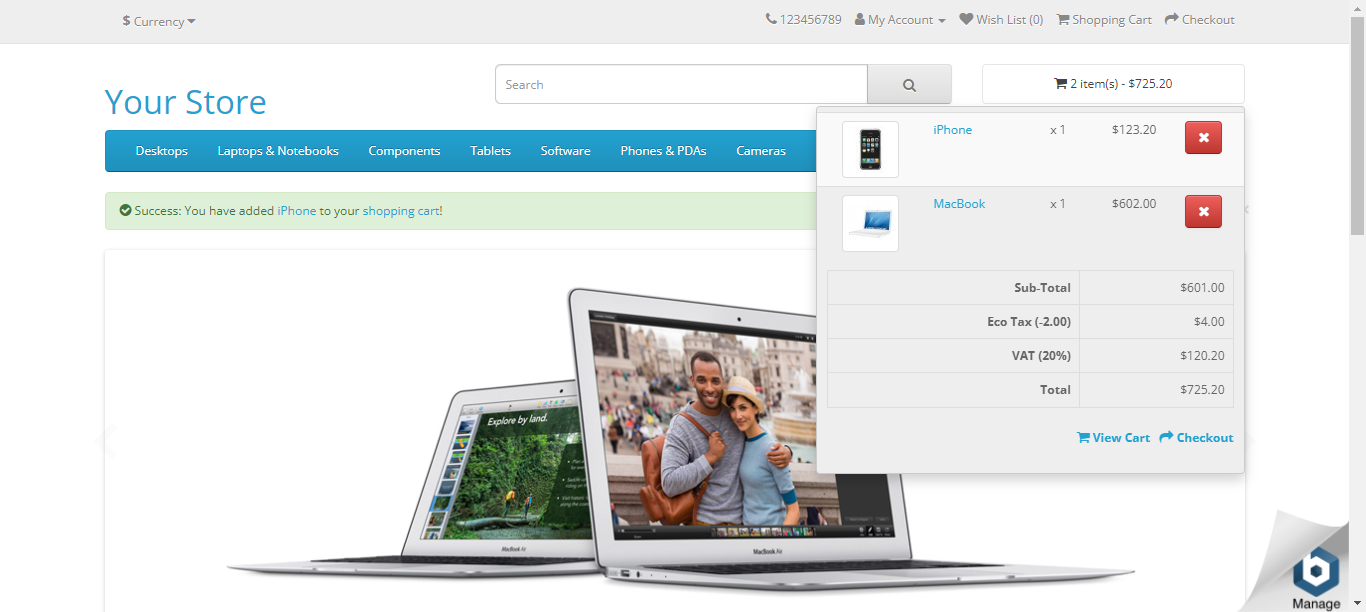 $ Currency
123456789 My Account Wish List (0) Shopping Cart Checkout
Your Store
Search
2 item(s) - $725.20
Desktops Laptops & Notebooks Components Tablets Software Phones & PDAs Cameras
iPhone x 1 $123.20
Success: You have added iPhone to your shopping cart!
MacBook x 1 $602.00
Sub-Total $601.00
Eco Tax (-2.00) $4.00
VAT (20%) $120.20
Total $725.20
View Cart Checkout
Explore by land.
MacBook Air
MacBook Air
Manage